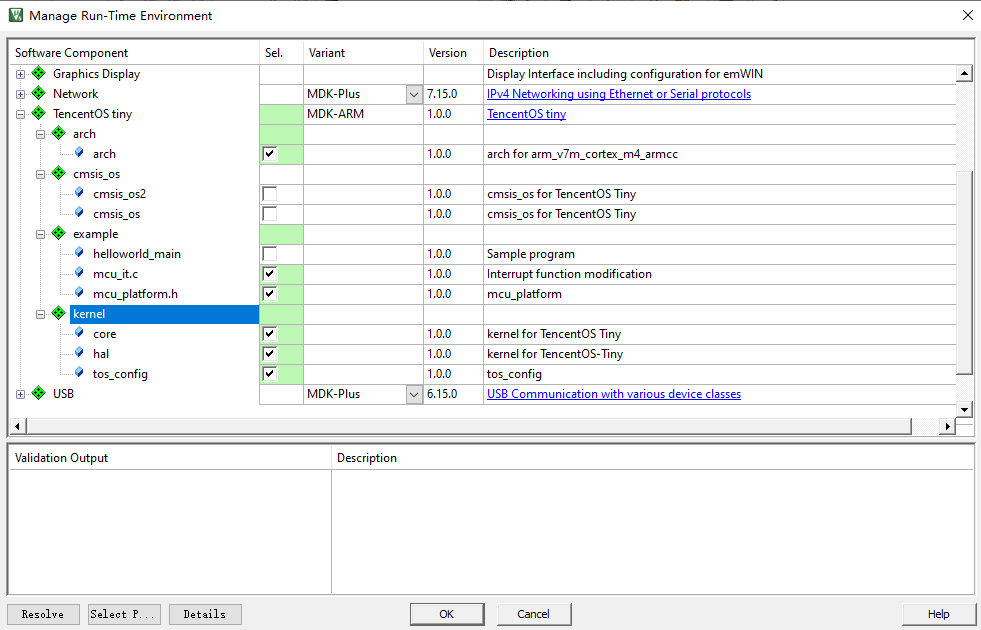 Manage Run-Time Environment
Software Component Sel. Variant Version Description
Graphics Display Display Interface including configuration for emWIN
Network MDK-Plus 7.15.0 IPv4 Networking using Ethernet or Serial protocols
TencentOS tiny MDK-ARM 1.0.0 TencentOS tiny
arch
arch 1.0.0 arch for arm_v7m_cortex_m4_armcc
cmsis_os
cmsis_os2 1.0.0 cmsis_os for TencentOS Tiny
cmsis_os 1.0.0 cmsis_os for TencentOS Tiny
example
helloworld_main 1.0.0 Sample program
mcu_it.c 1.0.0 Interrupt function modification
mcu_platform.h 1.0.0 mcu_platform
kernel
core 1.0.0 kernel for TencentOS Tiny
hal 1.0.0 kernel for TencentOS-Tiny
tos_config 1.0.0 tos_config
USB MDK-Plus 6.15.0 USB Communication with various device classes
Validation Output Description
Resolve Select P... Details OK Cancel Help